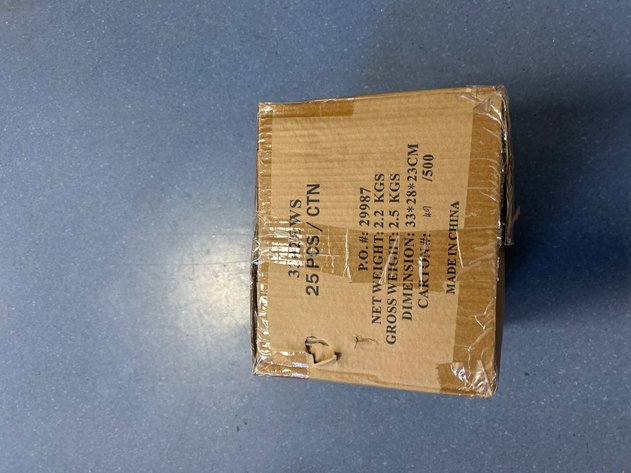 25 PCS / CTN
P.O. #: 29987
NET WEIGHT: 2.2 KGS
GROSS WEIGHT: 2.5 KGS
DIMENSION: 33*28*23CM
CARTON #: /500
MADE IN CHINA